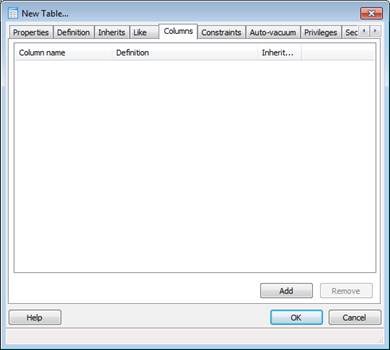 New Table...
Properties Definition Inherits Like Columns Constraints Auto-vacuum Privileges Sec
Column name Definition Inherit...
Add Remove
Help OK Cancel